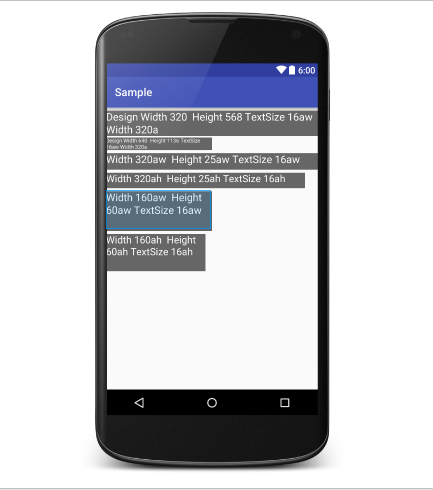 6:00
Sample
Design Width 320  Height 568 TextSize 16aw
Width 320a
Design Width 640  Height 1136 TextSize
16aw Width 320a
Width 320aw  Height 25aw TextSize 16aw
Width 320ah  Height 25ah TextSize 16ah
Width 160aw  Height
60aw TextSize 16aw
Width 160ah  Height
60ah TextSize 16ah